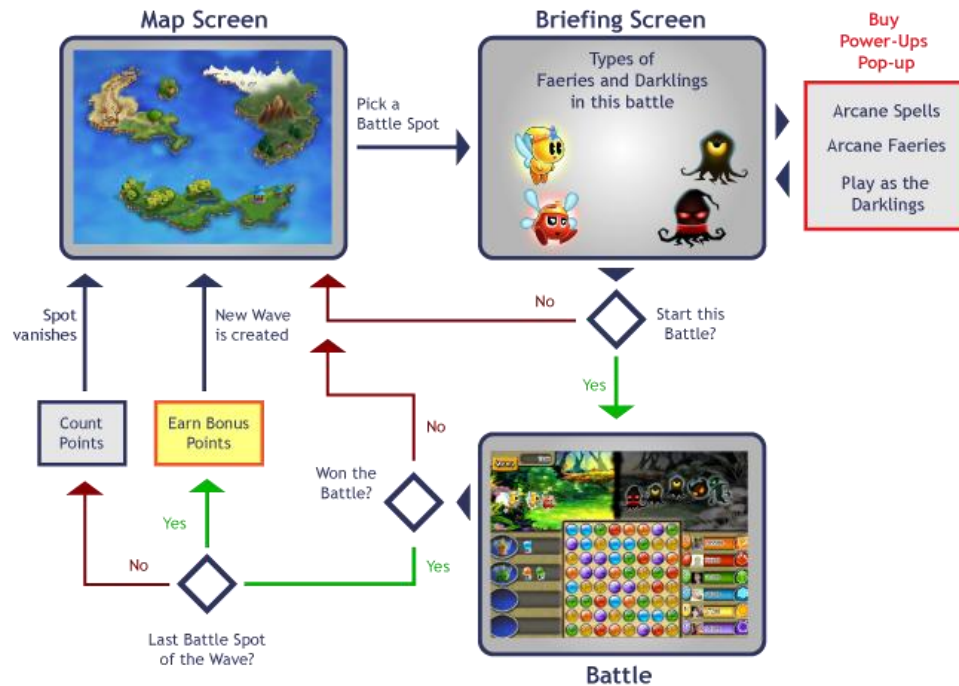 Map Screen
Briefing Screen
Buy
Power-Ups
Pop-up
Types of
Faeries and Darklings
in this battle
Pick a
Battle Spot
Arcane Spells
Arcane Faeries
Play as the
Darklings
Spot
vanishes
New Wave
is created
No
Start this
Battle?
Yes
Count
Points
Earn Bonus
Points
No
Won the
Battle?
Yes
Yes
No
Last Battle Spot
of the Wave?
Battle